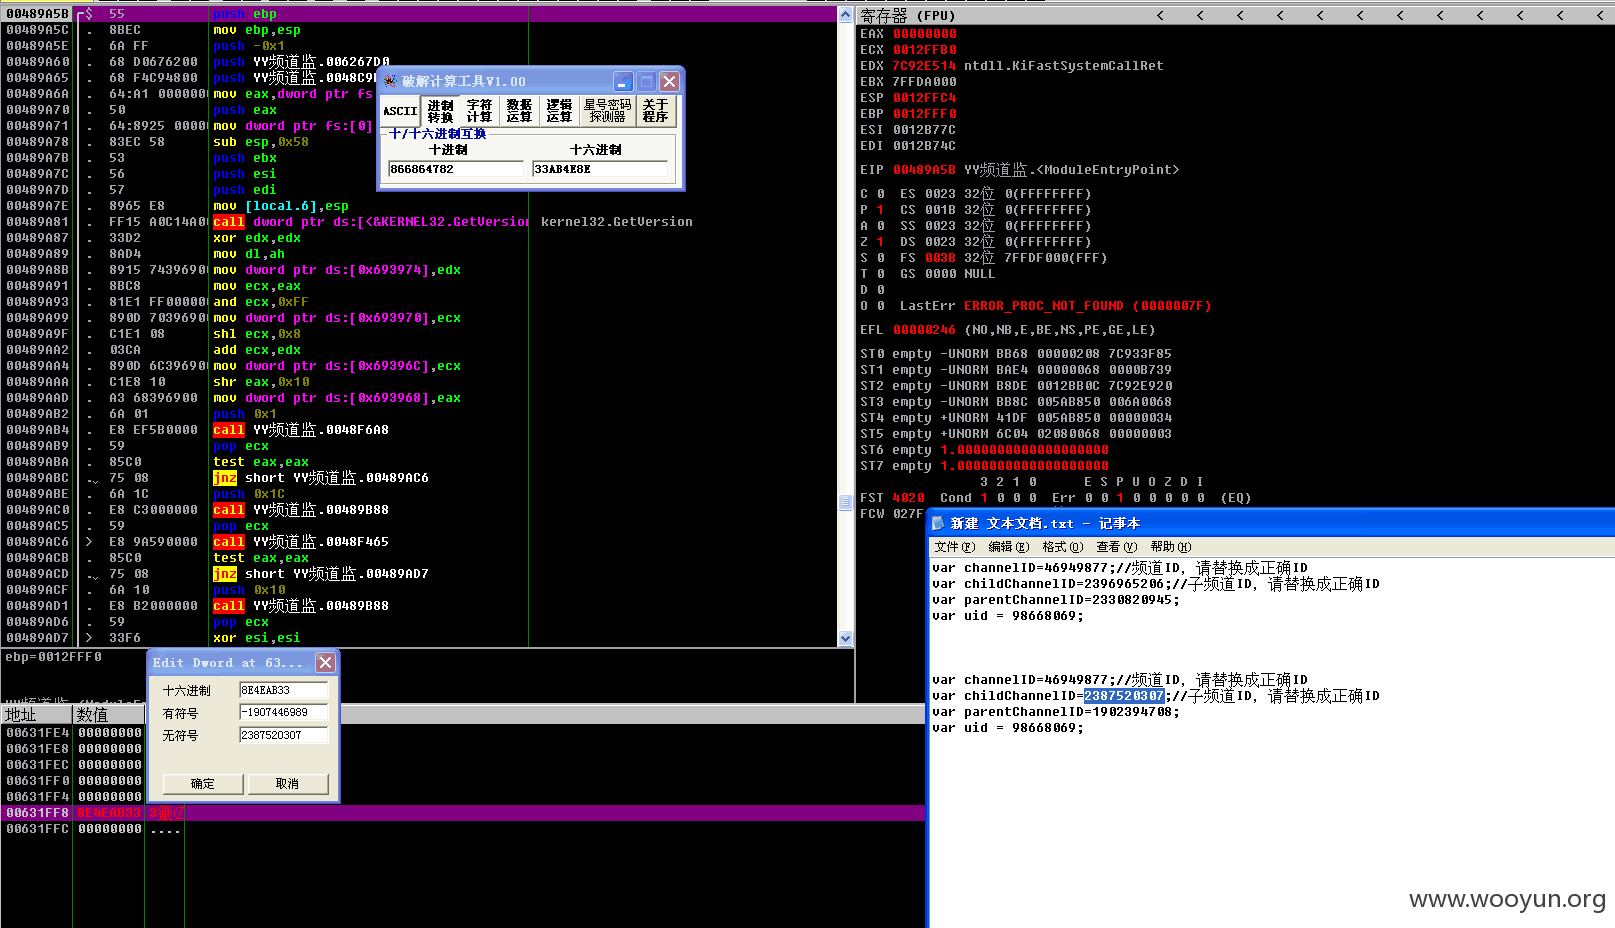 00489A5B $ 55 push ebp
00489A5C . 8BEC mov ebp,esp
00489A5E . 6A FF push -0x1
00489A60 . 68 D0676200 push YY频道监.006267D0
00489A65 . 68 F4C94800 push YY频道监.0048C9
00489A6A . 64:A1 000000 mov eax,dword ptr fs
00489A70 . 50 push eax
00489A71 . 64:8925 0000 mov dword ptr fs:[0]
00489A78 . 83EC 58 sub esp,0x58
00489A7B . 53 push ebx
00489A7C . 56 push esi
00489A7D . 57 push edi
00489A7E . 8965 E8 mov [local.6],esp
00489A81 . FF15 A0C14A0 call dword ptr ds:[<&KERNEL32.GetVersion kernel32.GetVersion
00489A87 . 33D2 xor edx,edx
00489A89 . 8AD4 mov dl,ah
00489A8B . 8915 7439690 mov dword ptr ds:[0x693974],edx
00489A91 . 8BC8 mov ecx,eax
00489A93 . 81E1 FF00000 and ecx,0xFF
00489A99 . 890D 7039690 mov dword ptr ds:[0x693970],ecx
00489A9F . C1E1 08 shl ecx,0x8
00489AA2 . 03CA add ecx,edx
00489AA4 . 890D 6C39690 mov dword ptr ds:[0x69396C],ecx
00489AAA . C1E8 10 shr eax,0x10
00489AAD . A3 68396900 mov dword ptr ds:[0x693968],eax
00489AB2 . 6A 01 push 0x1
00489AB4 . E8 EF5B0000 call YY频道监.0048F6A8
00489AB9 . 59 pop ecx
00489ABA . 85C0 test eax,eax
00489ABC . 75 08 jnz short YY频道监.00489AC6
00489ABE . 6A 1C push 0x1C
00489AC0 . E8 C3000000 call YY频道监.00489B88
00489AC5 . 59 pop ecx
00489AC6 > E8 9A590000 call YY频道监.0048F465
00489ACB . 85C0 test eax,eax
00489ACD . 75 08 jnz short YY频道监.00489AD7
00489ACF . 6A 10 push 0x10
00489AD1 . E8 B2000000 call YY频道监.00489B88
00489AD6 . 59 pop ecx
00489AD7 > 33F6 xor esi,esi
ebp=0012FFF0
破解计算工具V1.00
ASCII 进制转换 字符计算 数据运算 逻辑运算 星号密码探测器 关于程序
十/十六进制互换
十进制 十六进制
866864782 33AB4E8E
寄存器 (FPU) < < < < < < < < < < < <
EAX 00000000
ECX 0012FFB0
EDX 7C92E514 ntdll.KiFastSystemCallRet
EBX 7FFDA000
ESP 0012FFC4
EBP 0012FFF0
ESI 0012B77C
EDI 0012B74C
EIP 00489A5B YY频道监.<ModuleEntryPoint>
C 0 ES 0023 32位 0(FFFFFFFF)
P 1 CS 001B 32位 0(FFFFFFFF)
A 0 SS 0023 32位 0(FFFFFFFF)
Z 1 DS 0023 32位 0(FFFFFFFF)
S 0 FS 003B 32位 7FFDF000(FFF)
T 0 GS 0000 NULL
D 0
O 0 LastErr ERROR_PROC_NOT_FOUND (0000007F)
EFL 00000246 (NO,NB,E,BE,NS,PE,GE,LE)
ST0 empty -UNORM BB68 00000208 7C933F85
ST1 empty -UNORM BAE4 00000068 0000B739
ST2 empty -UNORM B8DE 0012BB0C 7C92E920
ST3 empty -UNORM BB8C 005AB850 006A0068
ST4 empty +UNORM 41DF 005AB850 00000034
ST5 empty +UNORM 6C04 02080068 00000003
ST6 empty 1.0000000000000000000
ST7 empty 1.0000000000000000000
3 2 1 0 E S P U O Z D I
FST 4020 Cond 1 0 0 0 Err 0 0 1 0 0 0 0 0 (EQ)
FCW 027F
新建 文本文档.txt - 记事本
文件(F) 编辑(E) 格式(O) 查看(V) 帮助(H)
var channelID=46949877;//频道ID, 请替换成正确ID
var childChannelID=2396965206;//子频道ID, 请替换成正确ID
var parentChannelID=2330820945;
var uid = 98668069;
var channelID=46949877;//频道ID, 请替换成正确ID
var childChannelID=2387520307;//子频道ID, 请替换成正确ID
var parentChannelID=1902394708;
var uid = 98668069;
Edit Dword at 63...
十六进制 8E4EAB33
有符号 -1907446989
无符号 2387520307
确定 取消
地址 数值
00631FE4 00000000
00631FE8 00000000
00631FEC 00000000
00631FF0 00000000
00631FF4 00000000
00631FF8 8E4EAB33
00631FFC 00000000 ....
www.wooyun.org